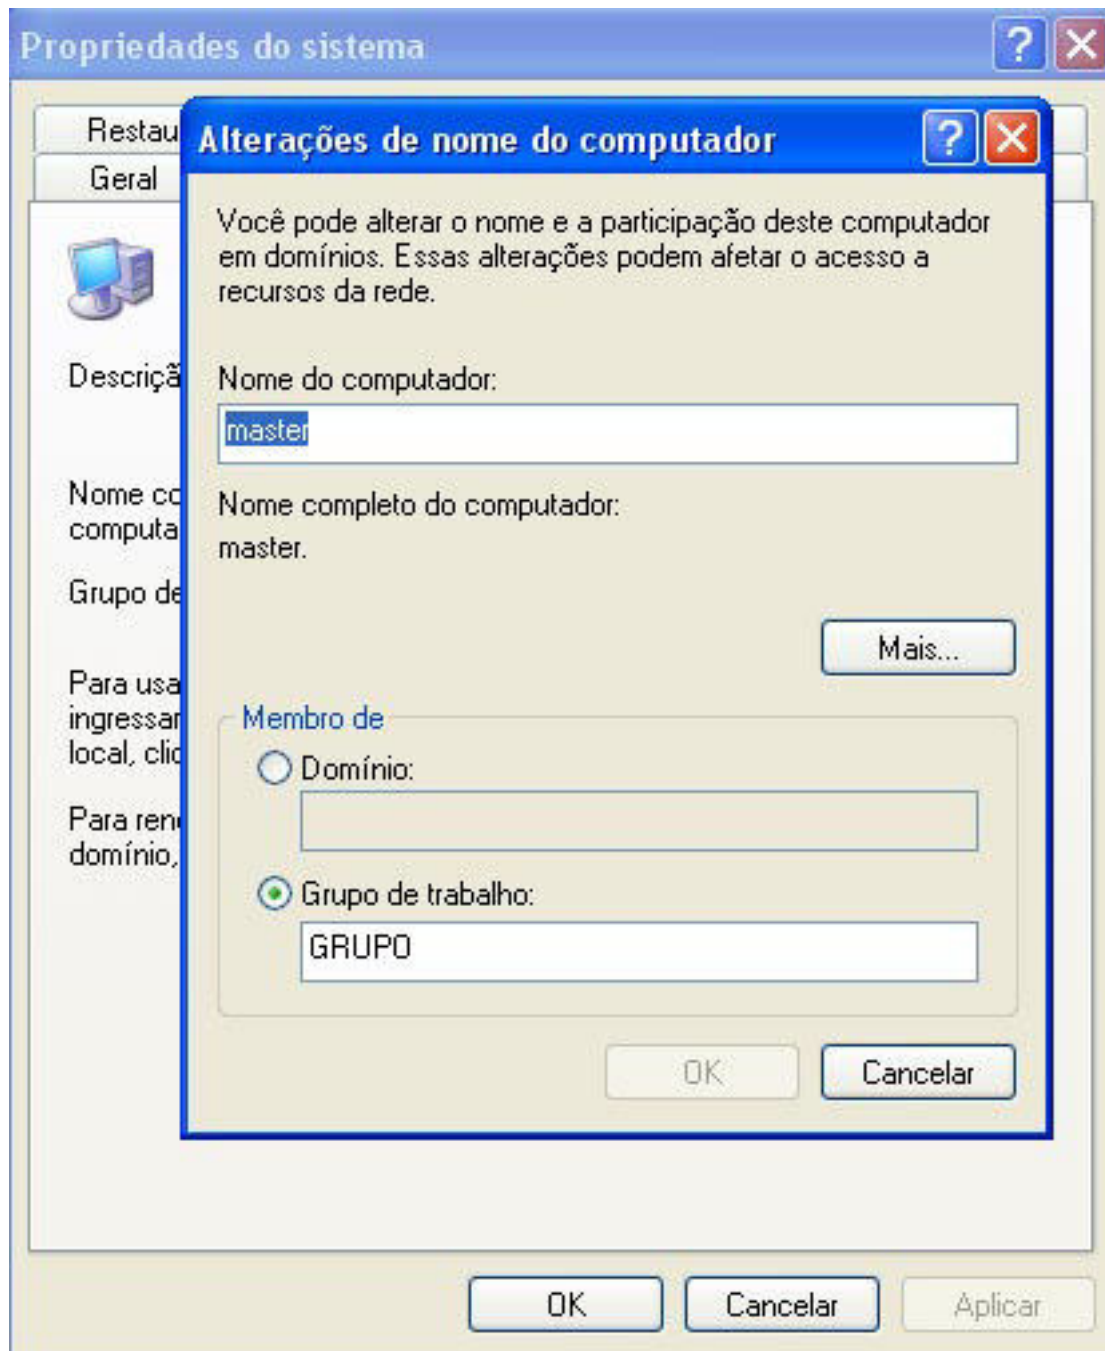 Propriedades do sistema
Restau
Geral
Alterações de nome do computador
Você pode alterar o nome e a participação deste computador
em domínios. Essas alterações podem afetar o acesso a
recursos da rede.
Descriçã
Nome do computador:
master
Nome co
computa
Nome completo do computador:
master.
Grupo de
Mais...
Para usa
ingressar
local, clic
Membro de
Domínio:
Para ren
domínio,
Grupo de trabalho:
GRUPO
OK Cancelar
OK Cancelar Aplicar